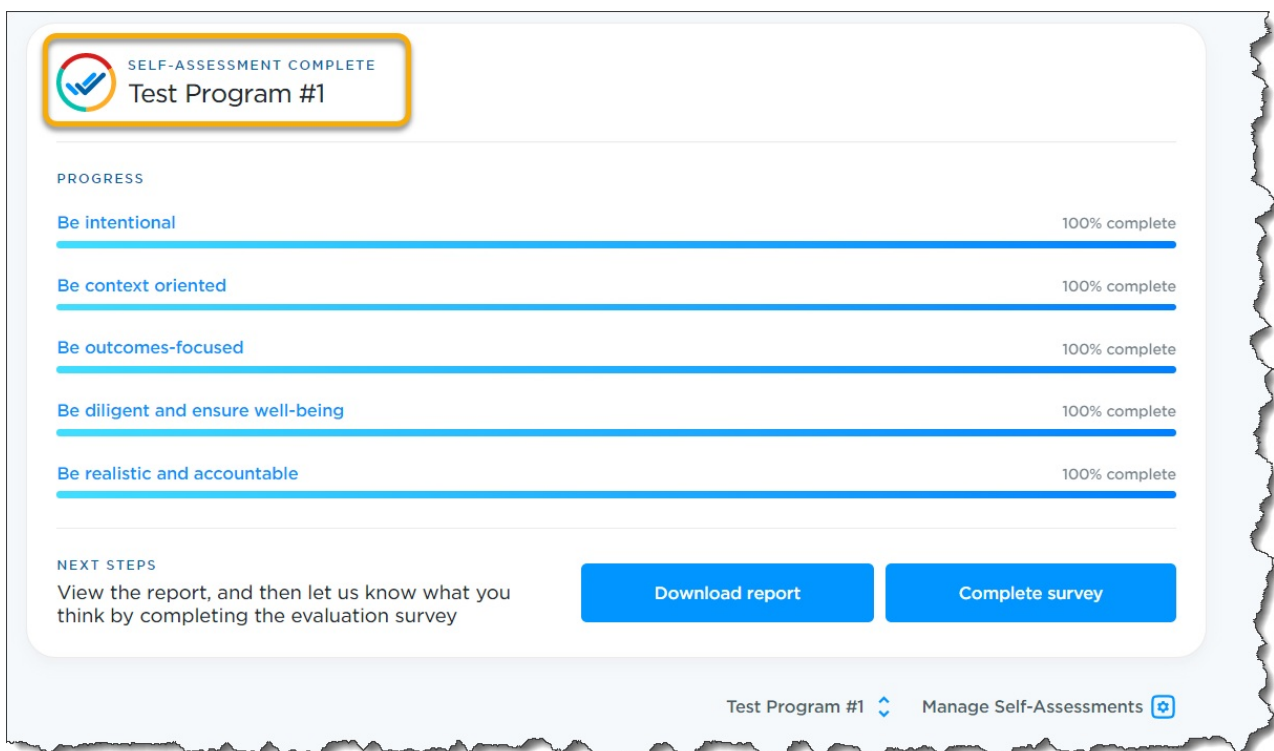 SELF-ASSESSMENT COMPLETE
Test Program #1
PROGRESS
Be intentional
100% complete
Be context oriented
100% complete
Be outcomes-focused
100% complete
Be diligent and ensure well-being
100% complete
Be realistic and accountable
100% complete
NEXT STEPS
View the report, and then let us know what you
think by completing the evaluation survey
Download report
Complete survey
Test Program #1
Manage Self-Assessments